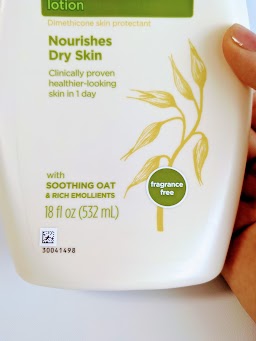 lotion
Dimethicone skin protectant
Nourishes
Dry Skin
Clinically proven
healthier-looking
skin in 1 day
with
SOOTHING OAT
& RICH EMOLLIENTS
fragrance
free
18 fl oz (532 mL)
30041498